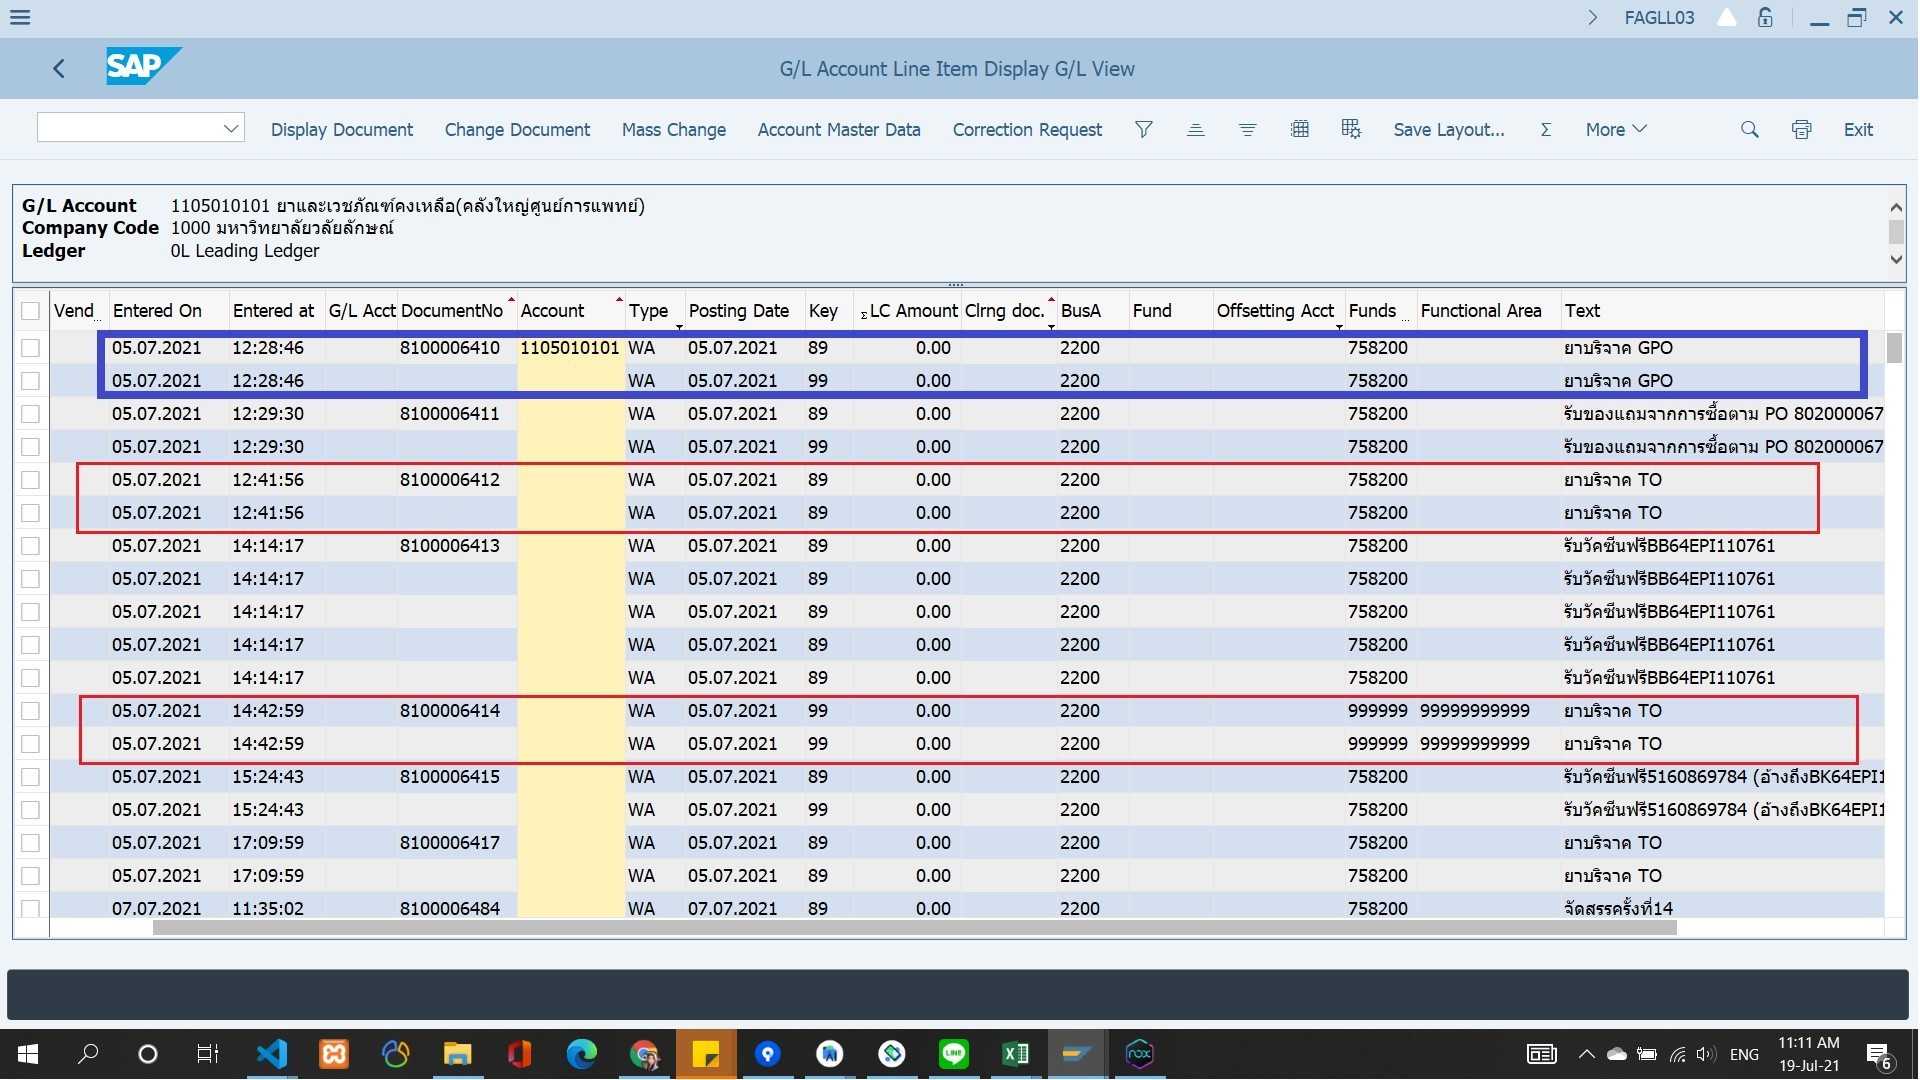 FAGLL03
SAP
G/L Account Line Item Display G/L View
Display Document Change Document Mass Change Account Master Data Correction Request Save Layout... Σ More Exit
G/L Account 1105010101 ยาและเวชภัณฑ์คงเหลือ(คลังใหญ่ศูนย์การแพทย์)
Company Code 1000 มหาวิทยาลัยวลัยลักษณ์
Ledger 0L Leading Ledger
Vend.. Entered On Entered at G/L Acct DocumentNo Account Type Posting Date Key Σ LC Amount Clrng doc. BusA Fund Offsetting Acct Funds ... Functional Area Text
05.07.2021 12:28:46 8100006410 1105010101 WA 05.07.2021 89 0.00 2200 758200 ยาบริจาค GPO
05.07.2021 12:28:46 WA 05.07.2021 99 0.00 2200 758200 ยาบริจาค GPO
05.07.2021 12:29:30 8100006411 WA 05.07.2021 89 0.00 2200 758200 รับของแถมจากการซื้อตาม PO 802000067
05.07.2021 12:29:30 WA 05.07.2021 99 0.00 2200 758200 รับของแถมจากการซื้อตาม PO 802000067
05.07.2021 12:41:56 8100006412 WA 05.07.2021 89 0.00 2200 758200 ยาบริจาค TO
05.07.2021 12:41:56 WA 05.07.2021 89 0.00 2200 758200 ยาบริจาค TO
05.07.2021 14:14:17 8100006413 WA 05.07.2021 89 0.00 2200 758200 รับวัคซีนฟรีBB64EPI110761
05.07.2021 14:14:17 WA 05.07.2021 89 0.00 2200 758200 รับวัคซีนฟรีBB64EPI110761
05.07.2021 14:14:17 WA 05.07.2021 89 0.00 2200 758200 รับวัคซีนฟรีBB64EPI110761
05.07.2021 14:14:17 WA 05.07.2021 89 0.00 2200 758200 รับวัคซีนฟรีBB64EPI110761
05.07.2021 14:14:17 WA 05.07.2021 89 0.00 2200 758200 รับวัคซีนฟรีBB64EPI110761
05.07.2021 14:42:59 8100006414 WA 05.07.2021 99 0.00 2200 999999 99999999999 ยาบริจาค TO
05.07.2021 14:42:59 WA 05.07.2021 99 0.00 2200 999999 99999999999 ยาบริจาค TO
05.07.2021 15:24:43 8100006415 WA 05.07.2021 89 0.00 2200 758200 รับวัคซีนฟรี5160869784 (อ้างถึงBK64EPI1
05.07.2021 15:24:43 WA 05.07.2021 99 0.00 2200 758200 รับวัคซีนฟรี5160869784 (อ้างถึงBK64EPI1
05.07.2021 17:09:59 8100006417 WA 05.07.2021 89 0.00 2200 758200 ยาบริจาค TO
05.07.2021 17:09:59 WA 05.07.2021 89 0.00 2200 758200 ยาบริจาค TO
07.07.2021 11:35:02 8100006484 WA 07.07.2021 89 0.00 2200 758200 จัดสรรครั้งที่14
LINE nox ENG 11:11 AM
19-Jul-21 6